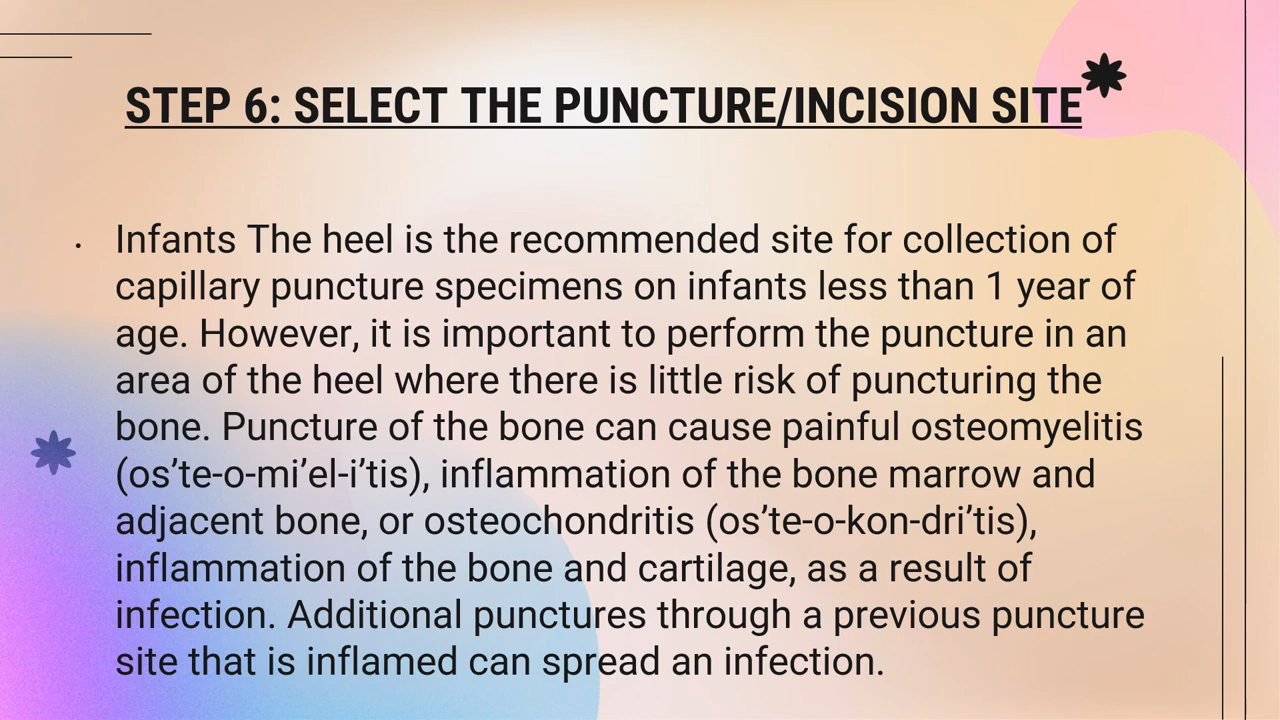 STEP 6: SELECT THE PUNCTURE/INCISION SITE
• Infants The heel is the recommended site for collection of
capillary puncture specimens on infants less than 1 year of
age. However, it is important to perform the puncture in an
area of the heel where there is little risk of puncturing the
bone. Puncture of the bone can cause painful osteomyelitis
(os’te-o-mi’el-i’tis), inflammation of the bone marrow and
adjacent bone, or osteochondritis (os’te-o-kon-dri’tis),
inflammation of the bone and cartilage, as a result of
infection. Additional punctures through a previous puncture
site that is inflamed can spread an infection.